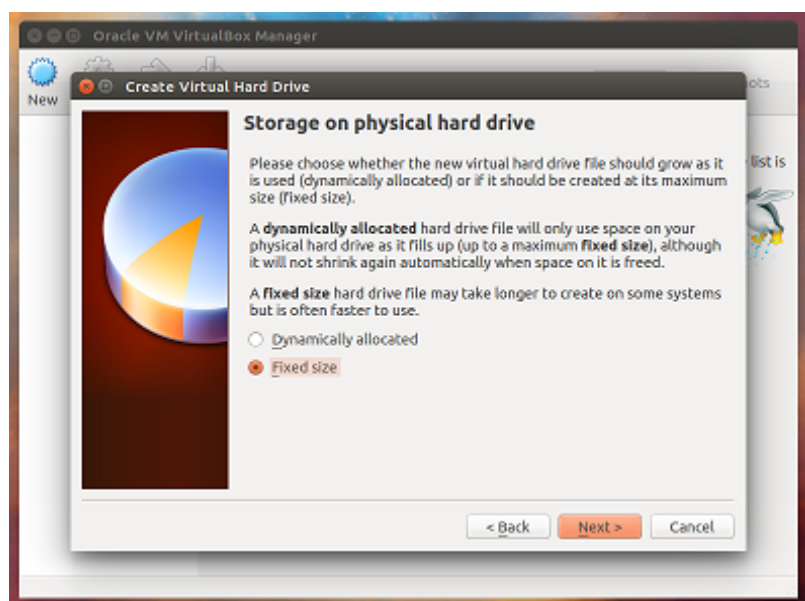 Oracle VM VirtualBox Manager
New
ots
Create Virtual Hard Drive
list is
Storage on physical hard drive
Please choose whether the new virtual hard drive file should grow as it
is used (dynamically allocated) or if it should be created at its maximum
size (fixed size).
A dynamically allocated hard drive file will only use space on your
physical hard drive as it fills up (up to a maximum fixed size), although
it will not shrink again automatically when space on it is freed.
A fixed size hard drive file may take longer to create on some systems
but is often faster to use.
Dynamically allocated
Fixed size
< Back
Next >
Cancel